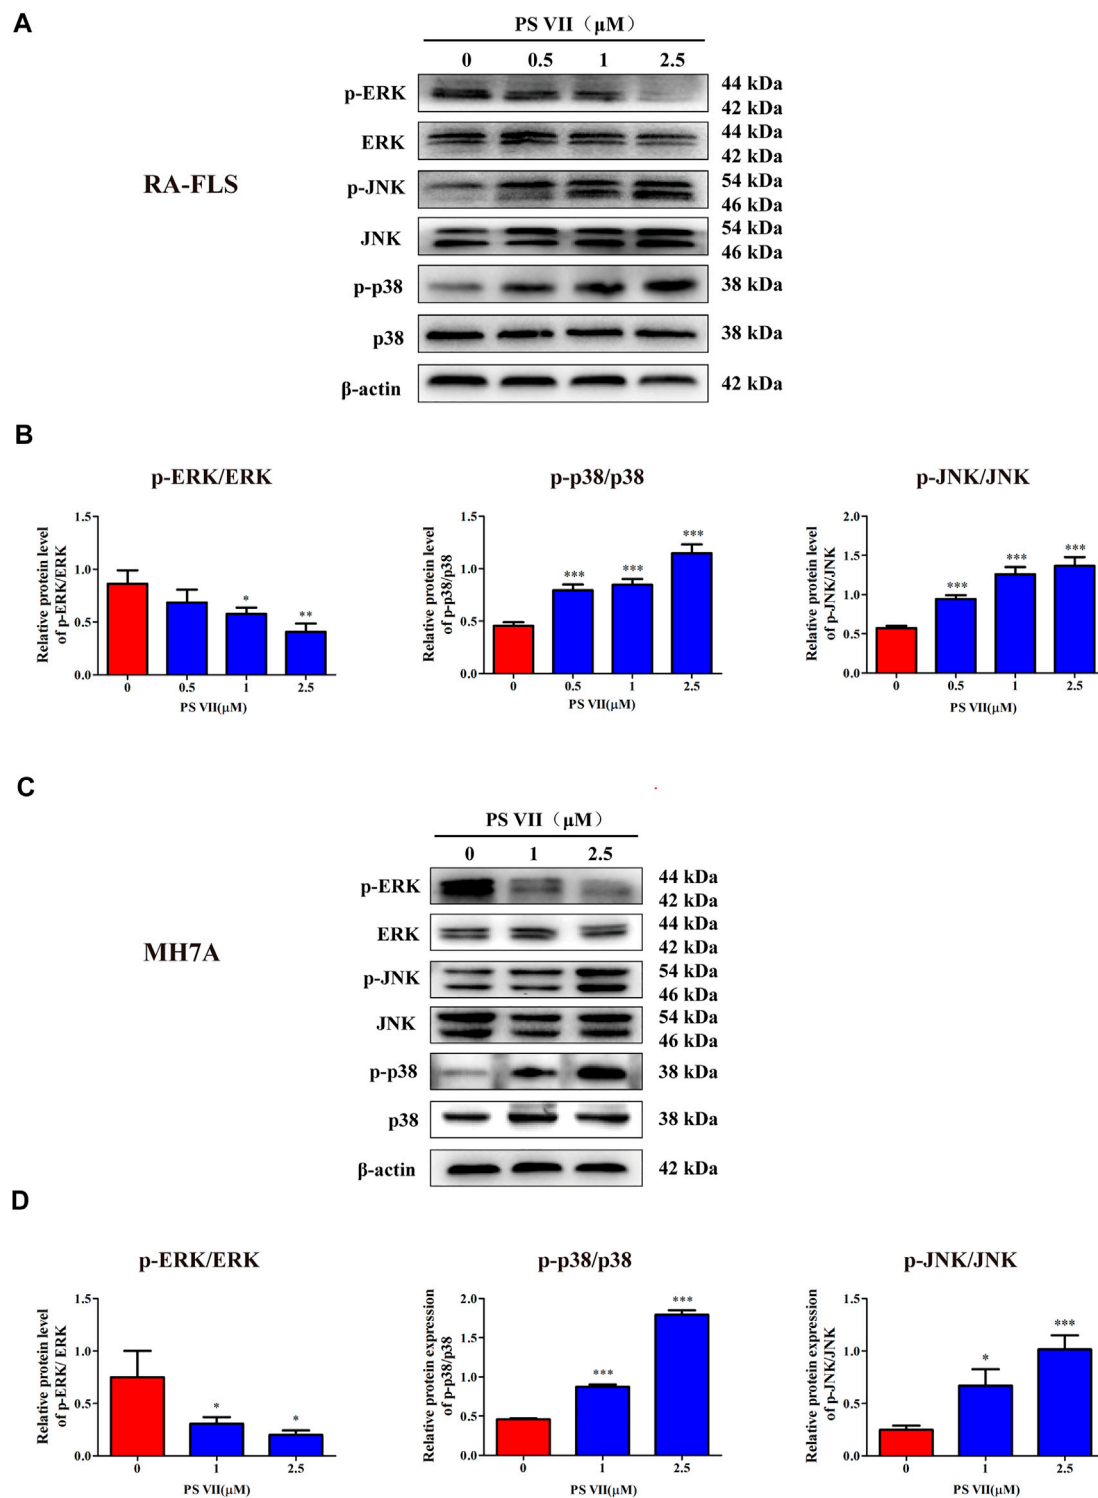 A
PS VII（μM）
0 0.5 1 2.5
p-ERK 44 kDa
42 kDa
ERK 44 kDa
42 kDa
RA-FLS
p-JNK 54 kDa
46 kDa
JNK 54 kDa
46 kDa
p-p38 38 kDa
p38 38 kDa
β-actin 42 kDa
B
p-ERK/ERK
Relative protein level
of p-ERK/ERK
1.5
1.0
0.5
0.0
*
**
0 0.5 1 2.5
PS VII(μM)
p-p38/p38
Relative protein level
of p-p38/p38
1.5
1.0
0.5
0.0
***
***
***
0 0.5 1 2.5
PS VII(μM)
p-JNK/JNK
Relative protein level
of p-JNK/JNK
2.0
1.5
1.0
0.5
0.0
***
***
***
0 0.5 1 2.5
PS VII(μM)
C
PS VII（μM）
0 1 2.5
p-ERK 44 kDa
42 kDa
ERK 44 kDa
42 kDa
MH7A
p-JNK 54 kDa
46 kDa
JNK 54 kDa
46 kDa
p-p38 38 kDa
p38 38 kDa
β-actin 42 kDa
D
p-ERK/ERK
Relative protein level
of p-ERK/ ERK
1.5
1.0
0.5
0.0
*
*
0 1 2.5
PS VII(μM)
p-p38/p38
Relative protein expression
of p-p38/p38
2.0
1.5
1.0
0.5
0.0
***
***
0 1 2.5
PS VII(μM)
p-JNK/JNK
Relative protein expression
of p-JNK/JNK
1.5
1.0
0.5
0.0
*
***
0 1 2.5
PS VII(μM)